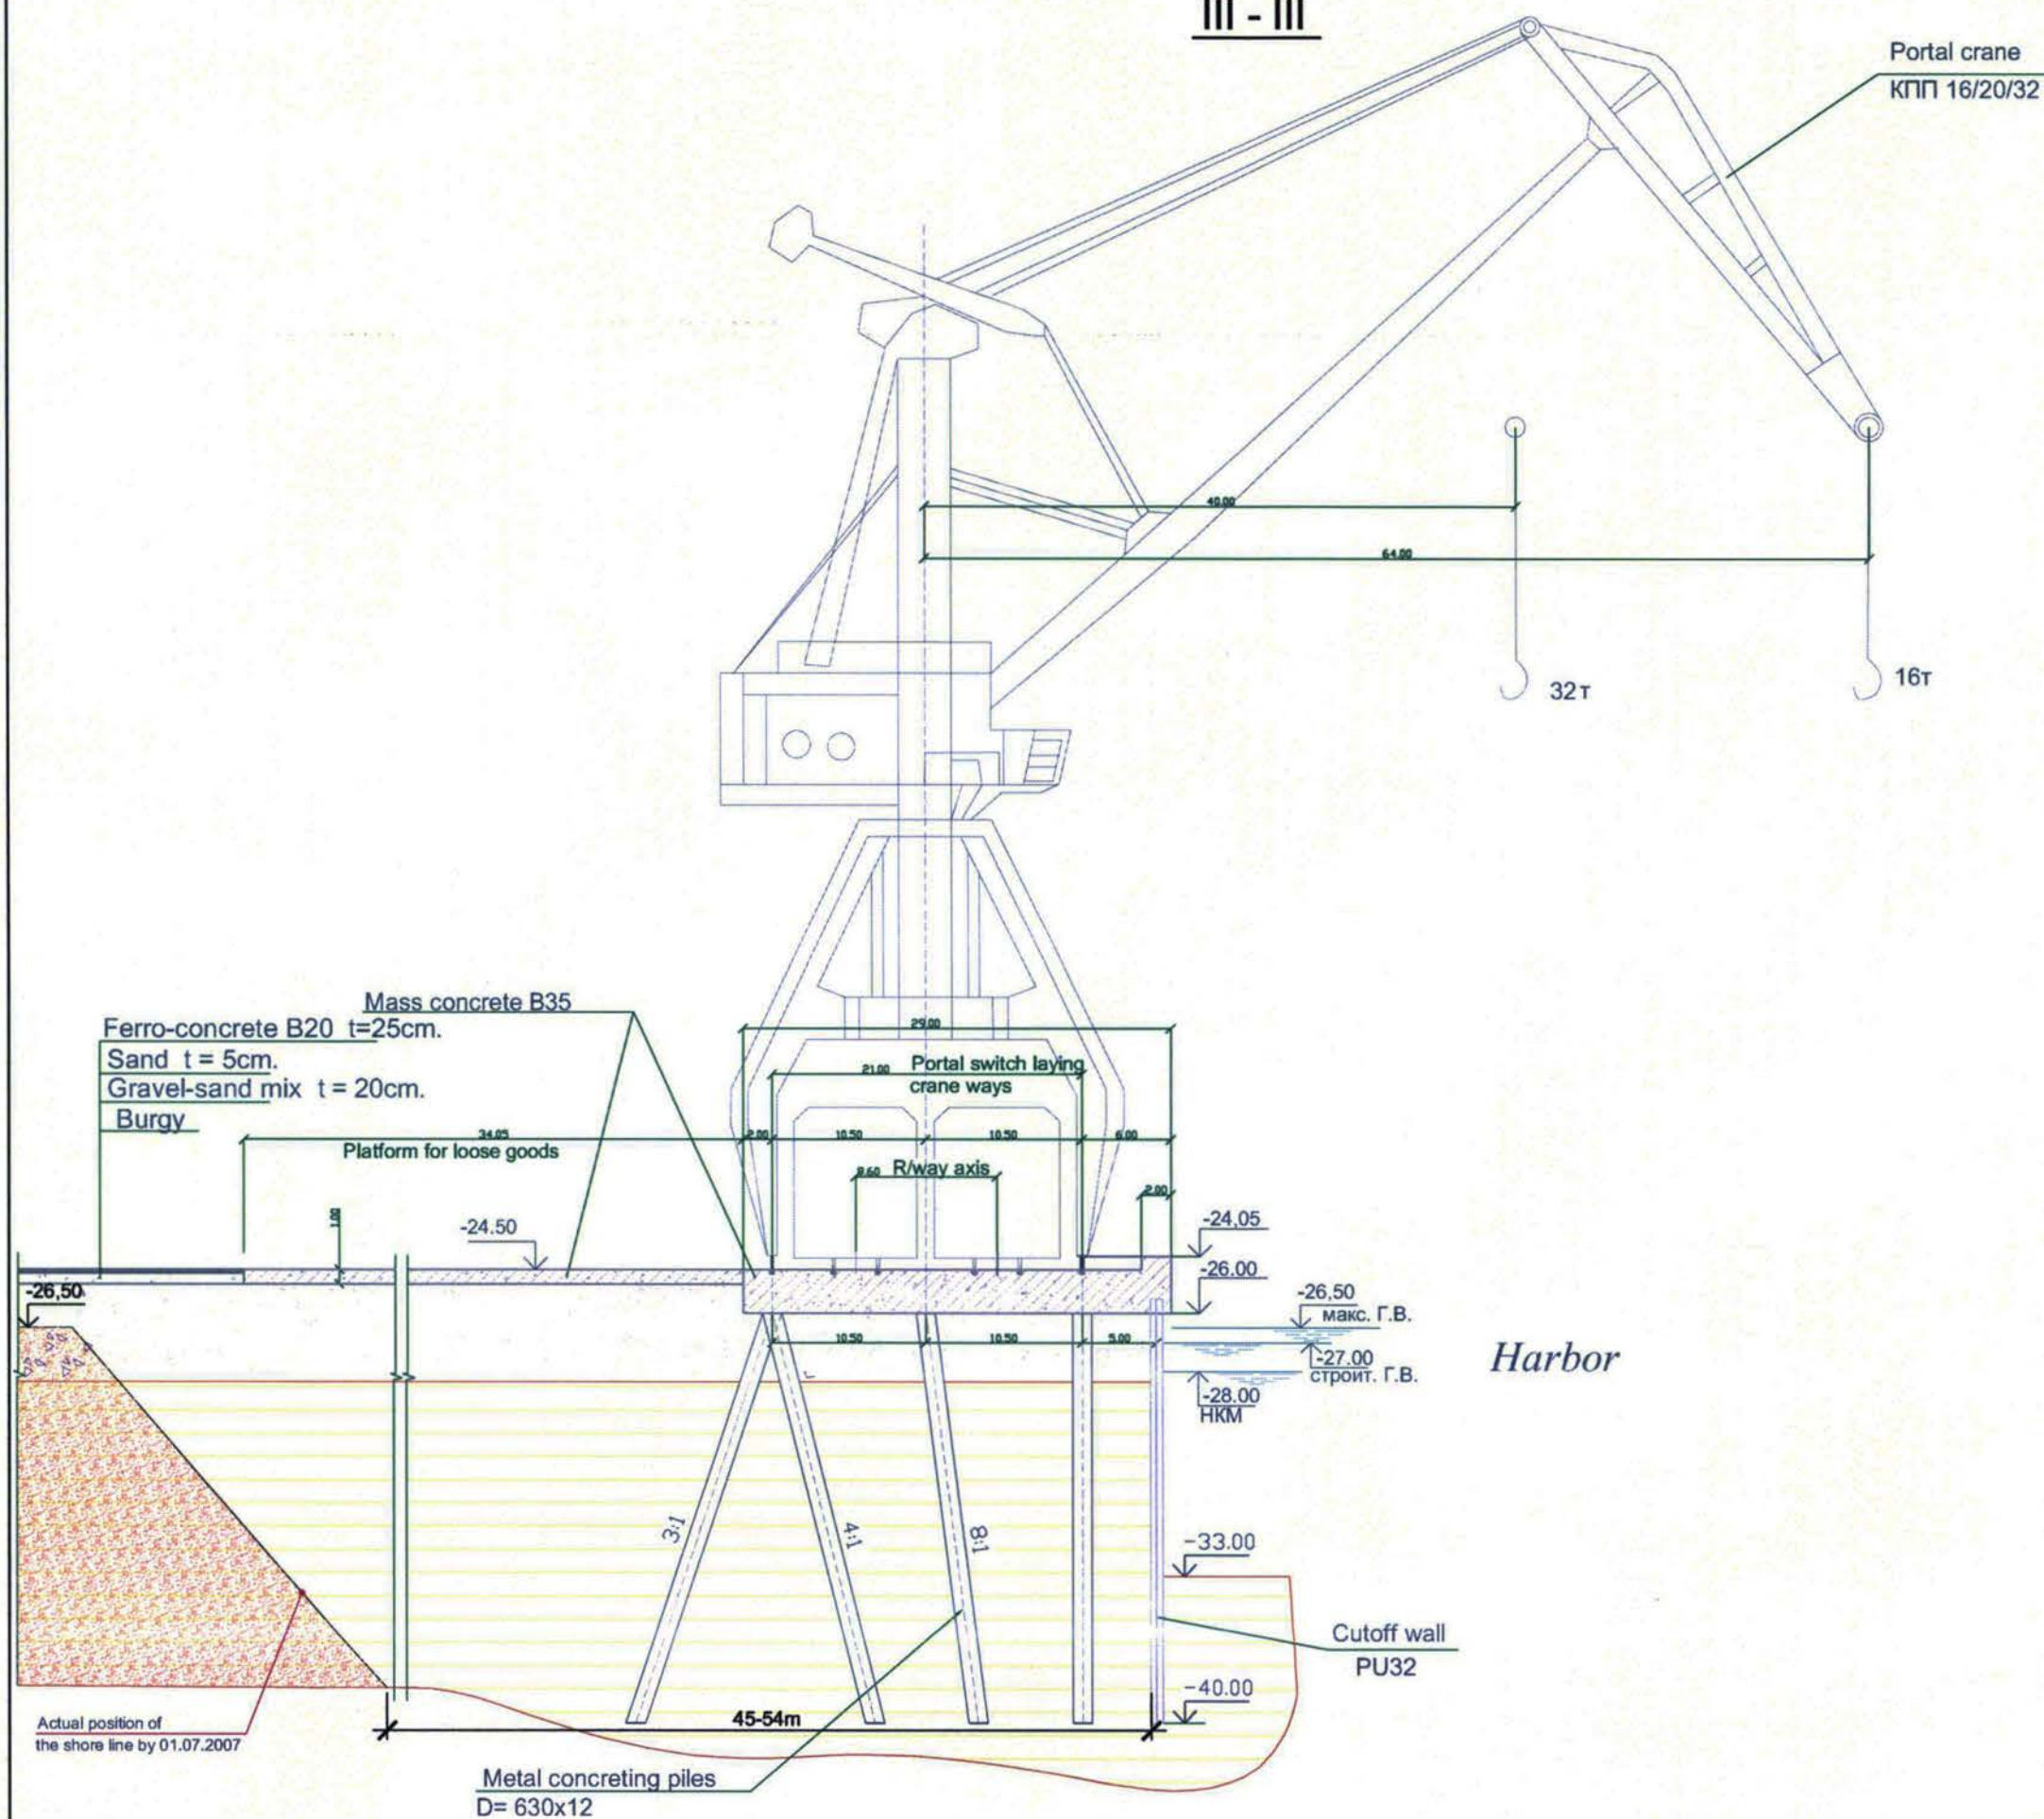 III - III
Portal crane
КПП 16/20/32
40.00
64.00
32т
16т
Mass concrete B35
Ferro-concrete B20 t=25cm.
Sand t = 5cm.
Gravel-sand mix t = 20cm.
Burgy
29.00
21.00
Portal switch laying
crane ways
34.05
2.00
10.50
10.50
6.00
Platform for loose goods
R/way axis
2.00
1.00
-24.50
-24,05
-26.00
-26,50
-26,50
макс. Г.В.
10.50
10.50
5.00
-27.00
строит. Г.В.
-28.00
НКМ
Harbor
3:1
4:1
8:1
-33.00
Cutoff wall
PU32
-40.00
45-54m
Actual position of
the shore line by 01.07.2007
Metal concreting piles
D= 630x12